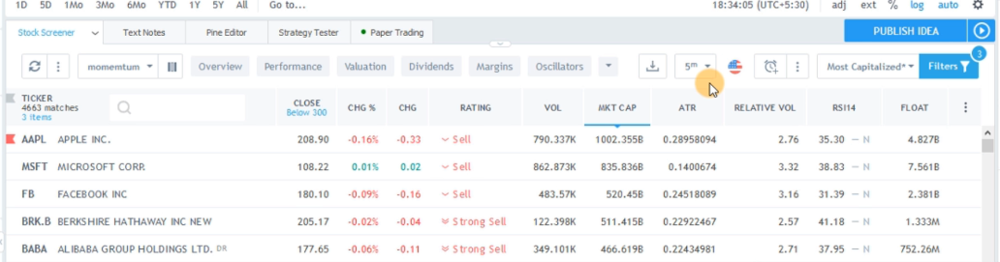 1D 5D 1Mo 3Mo 6Mo YTD 1Y 5Y All Go to... 18:34:05 (UTC+5:30) adj ext % log auto
Stock Screener Text Notes Pine Editor Strategy Tester Paper Trading PUBLISH IDEA
3
momentum Overview Performance Valuation Dividends Margins Oscillators 5m Most Capitalized* Filters
TICKER
4663 matches
3 items
CLOSE
Below 300
CHG % CHG RATING VOL MKT CAP ATR RELATIVE VOL RSI14 FLOAT
AAPL APPLE INC. 208.90 -0.16% -0.33 Sell 790.337K 1002.355B 0.28958094 2.76 35.30 — N 4.827B
MSFT MICROSOFT CORP. 108.22 0.01% 0.02 Sell 862.873K 835.836B 0.1400674 3.32 38.83 — N 7.561B
FB FACEBOOK INC 180.10 -0.09% -0.16 Sell 483.57K 520.45B 0.24518089 3.16 31.39 — N 2.381B
BRK.B BERKSHIRE HATHAWAY INC NEW 205.17 -0.02% -0.04 Strong Sell 122.398K 511.415B 0.22922467 2.57 41.18 — N 1.333M
BABA ALIBABA GROUP HOLDINGS LTD. DR 177.65 -0.06% -0.11 Strong Sell 349.101K 466.619B 0.22434981 2.71 37.95 — N 752.26M